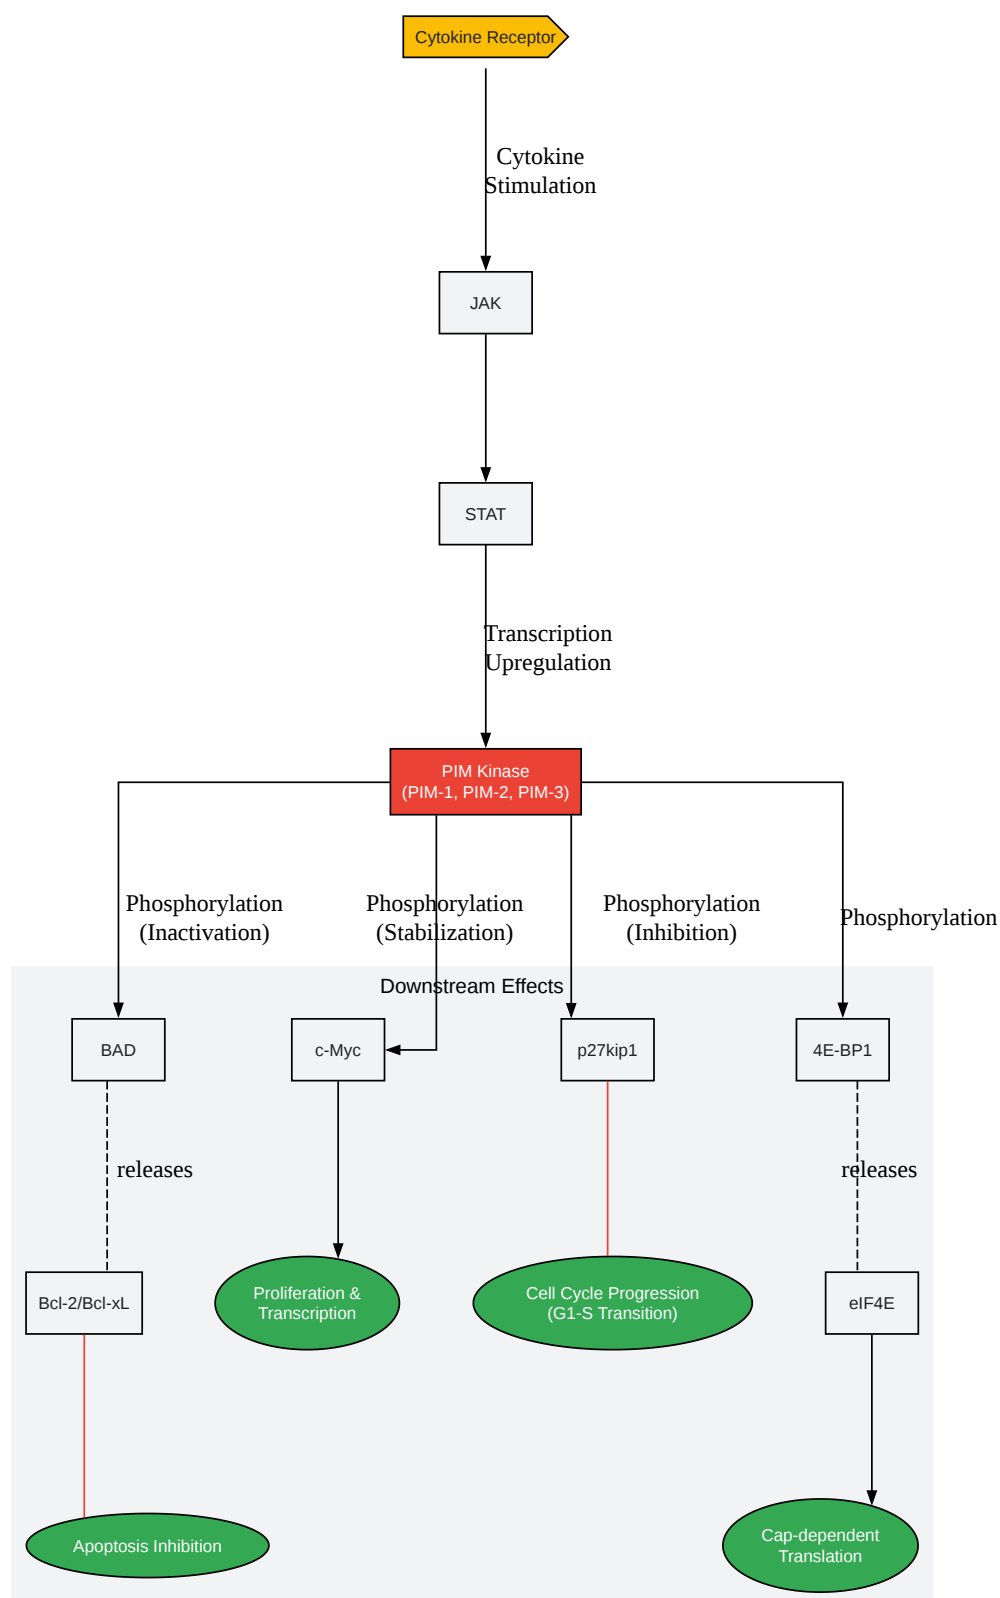 Cytokine Receptor
Cytokine
Stimulation
JAK
STAT
Transcription
Upregulation
PIM Kinase
(PIM-1, PIM-2, PIM-3)
Phosphorylation
(Inactivation)
Phosphorylation
(Stabilization)
Phosphorylation
(Inhibition)
Phosphorylation
Downstream Effects
BAD
c-Myc
p27kip1
4E-BP1
releases
releases
Bcl-2/Bcl-xL
Proliferation &
Transcription
Cell Cycle Progression
(G1-S Transition)
eIF4E
Apoptosis Inhibition
Cap-dependent
Translation